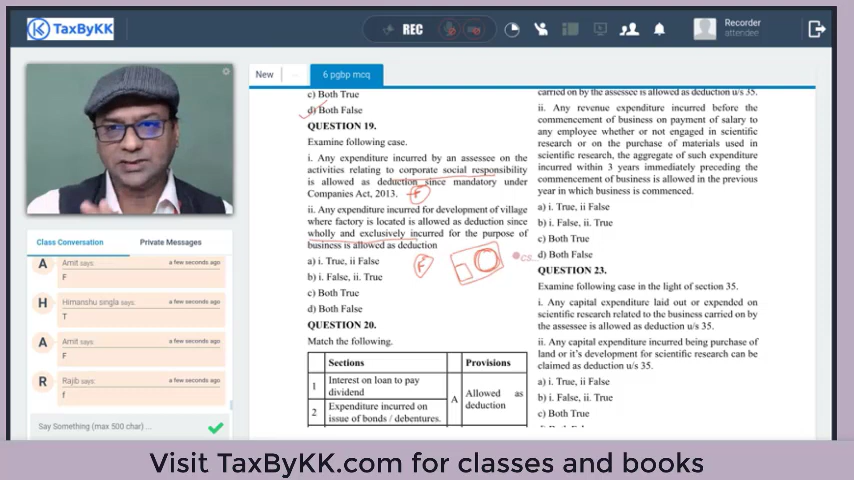 TaxByKK
REC
Recorder
attendee
New
6 pgbp mcq
c) Both True
d) Both False
QUESTION 19.
Examine following case.
i. Any expenditure incurred by an assessee on the
activities relating to corporate social responsibility
is allowed as deduction since mandatory under
Companies Act, 2013.
F
ii. Any expenditure incurred for development of village
where factory is located is allowed as deduction since
wholly and exclusively incurred for the purpose of
business is allowed as deduction
a) i. True, ii False
b) i. False, ii. True
c) Both True
d) Both False
F
QUESTION 20.
Match the following.
Sections
Provisions
1
Interest on loan to pay
dividend
A
Allowed as
deduction
2
Expenditure incurred on
issue of bonds / debentures.
carried on by the assessee is allowed as deduction u/s 35.
ii. Any revenue expenditure incurred before the
commencement of business on payment of salary to
any employee whether or not engaged in scientific
research or on the purchase of materials used in
scientific research, the aggregate of such expenditure
incurred within 3 years immediately preceding the
commencement of business is allowed in the previous
year in which business is commenced.
a) i. True, ii False
b) i. False, ii. True
c) Both True
d) Both False
QUESTION 23.
Examine following case in the light of section 35.
i. Any capital expenditure laid out or expended on
scientific research related to the business carried on by
the assessee is allowed as deduction u/s 35.
ii. Any capital expenditure incurred being purchase of
land or it's development for scientific research can be
claimed as deduction u/s 35.
a) i. True, ii False
b) i. False, ii. True
c) Both True
Class Conversation
Private Messages
A
Amit says:
a few seconds ago
F
H
Himanshu singla
says:
a few seconds ago
T
A
Amit says:
a few seconds ago
F
R
Rajib says:
a few seconds ago
f
Say Something (max 500 char) ...
Visit TaxByKK.com for classes and books